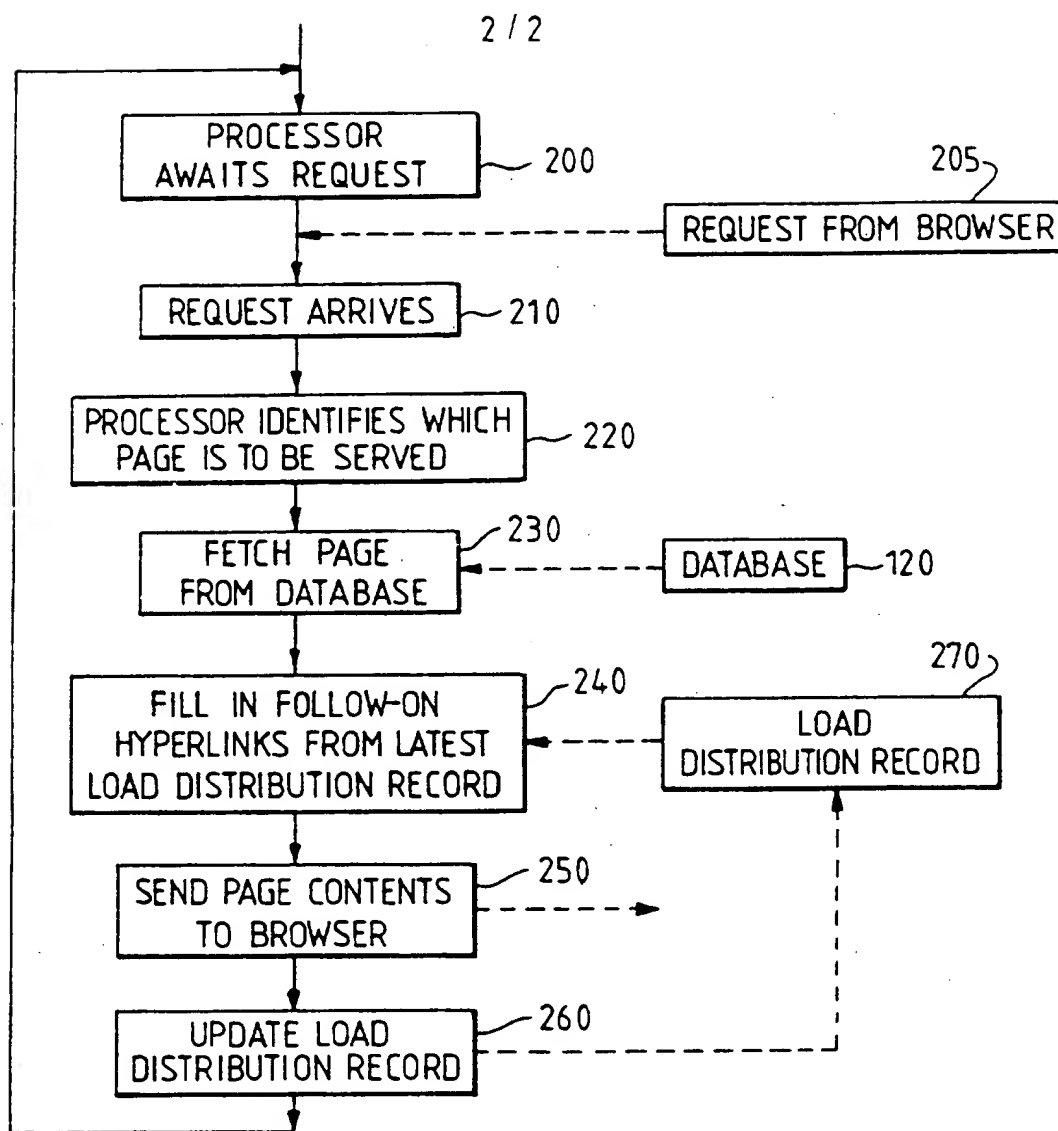 2/2
PROCESSOR
AWAITS REQUEST
200
205
REQUEST FROM BROWSER
REQUEST ARRIVES
210
PROCESSOR IDENTIFIES WHICH
PAGE IS TO BE SERVED
220
230
FETCH PAGE
FROM DATABASE
DATABASE
120
240
FILL IN FOLLOW-ON
HYPERLINKS FROM LATEST
LOAD DISTRIBUTION RECORD
270
LOAD
DISTRIBUTION RECORD
250
SEND PAGE CONTENTS
TO BROWSER
260
UPDATE LOAD
DISTRIBUTION RECORD